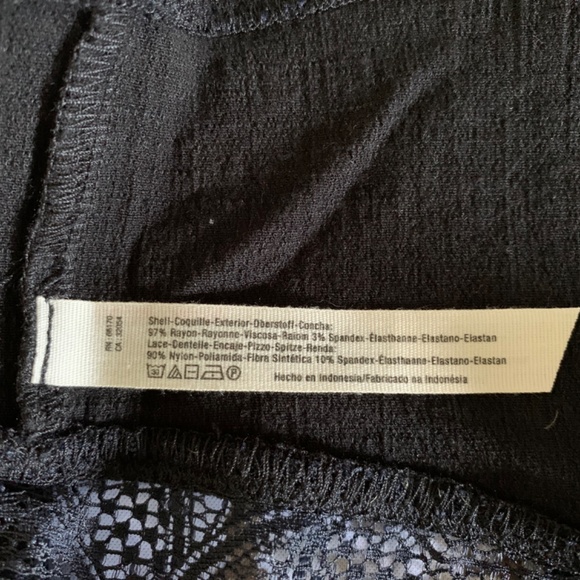 RN 06170
CA 32054
Shell-Coquille-Exterior-Oberstoff-Concha:
97% Rayon-Rayonne-Viscosa-Raiom 3% Spandex-Élasthanne-Elastano-Elastan
Lace-Dentelle-Encaje-Pizzo-Spitze-Renda:
90% Nylon-Poliamida-Fibra Sintética 10% Spandex-Élasthanne-Elastano-Elastan
Hecho en Indonesia/Fabricado na Indonésia